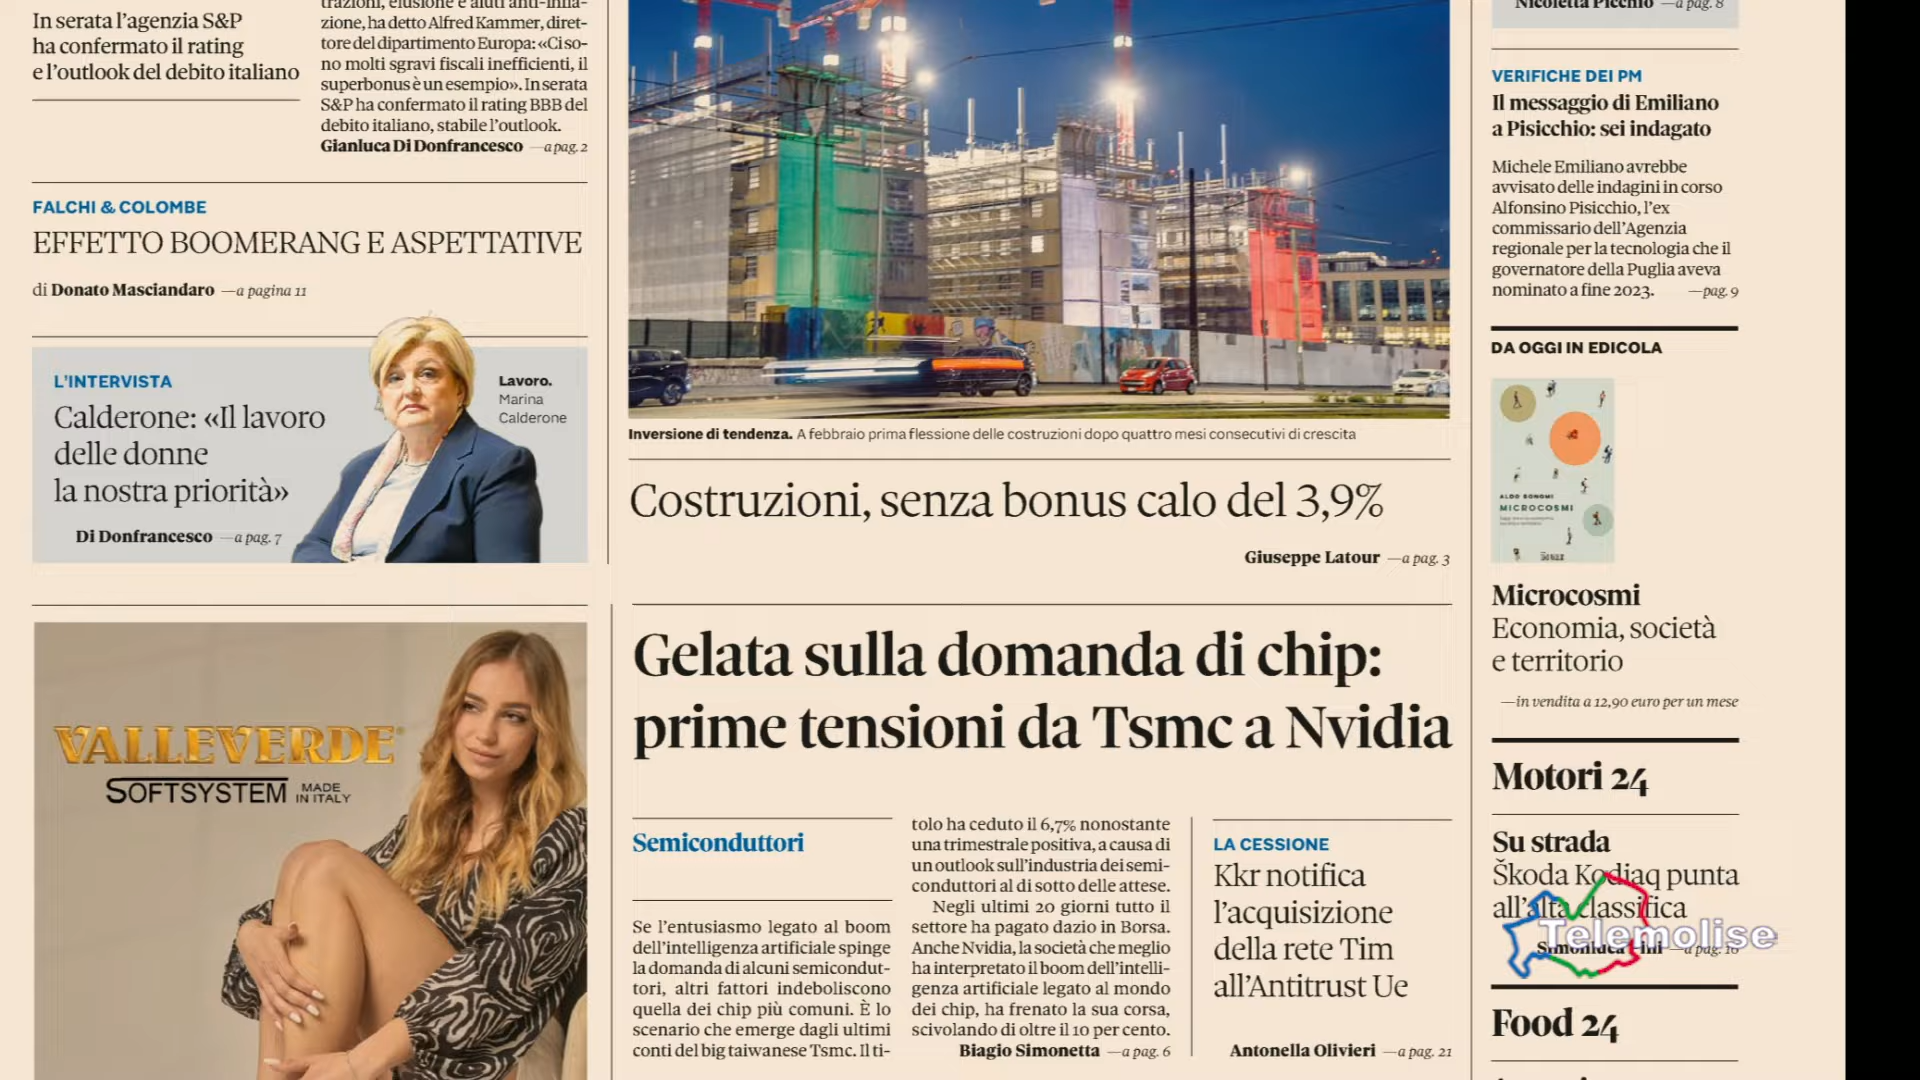 In serata l'agenzia S&P
ha confermato il rating
e l'outlook del debito italiano
zione, ha detto Alfred Kammer, diret-
tore del dipartimento Europa: «Ci so-
no molti sgravi fiscali inefficienti, il
superbonus è un esempio». In serata
S&P ha confermato il rating BBB del
debito italiano, stabile l'outlook.
Gianluca Di Donfrancesco —a pag. 2
FALCHI & COLOMBE
EFFETTO BOOMERANG E ASPETTATIVE
di Donato Masciandaro —a pagina 11
L'INTERVISTA
Calderone: «Il lavoro
delle donne
la nostra priorità»
Di Donfrancesco —a pag. 7
Lavoro.
Marina
Calderone
VALLEVERDE
SOFTSYSTEM MADE
IN ITALY
Inversione di tendenza. A febbraio prima flessione delle costruzioni dopo quattro mesi consecutivi di crescita
Costruzioni, senza bonus calo del 3,9%
Giuseppe Latour —a pag. 3
Gelata sulla domanda di chip:
prime tensioni da Tsmc a Nvidia
Semiconduttori
Se l'entusiasmo legato al boom
dell'intelligenza artificiale spinge
la domanda di alcuni semicondut-
tori, altri fattori indeboliscono
quella dei chip più comuni. È lo
scenario che emerge dagli ultimi
conti del big taiwanese Tsmc. Il ti-
tolo ha ceduto il 6,7% nonostante
una trimestrale positiva, a causa di
un outlook sull'industria dei semi-
conduttori al di sotto delle attese.
Negli ultimi 20 giorni tutto il
settore ha pagato dazio in Borsa.
Anche Nvidia, la società che meglio
ha interpretato il boom dell'intelli-
genza artificiale legato al mondo
dei chip, ha frenato la sua corsa,
scivolando di oltre il 10 per cento.
Biagio Simonetta —a pag. 6
LA CESSIONE
Kkr notifica
l'acquisizione
della rete Tim
all'Antitrust Ue
Antonella Olivieri —a pag. 21
Nicoletta Picchio —a pag. 8
VERIFICHE DEI PM
Il messaggio di Emiliano
a Pisicchio: sei indagato
Michele Emiliano avrebbe
avvisato delle indagini in corso
Alfonsino Pisicchio, l'ex
commissario dell'Agenzia
regionale per la tecnologia che il
governatore della Puglia aveva
nominato a fine 2023. —pag. 9
DA OGGI IN EDICOLA
ALDO BONOMI
MICROCOSMI
Microcosmi
Economia, società
e territorio
—in vendita a 12,90 euro per un mese
Motori 24
Su strada
Škoda Kodiaq punta
all'alta classifica
—a pag. 16
Telemolise
Food 24